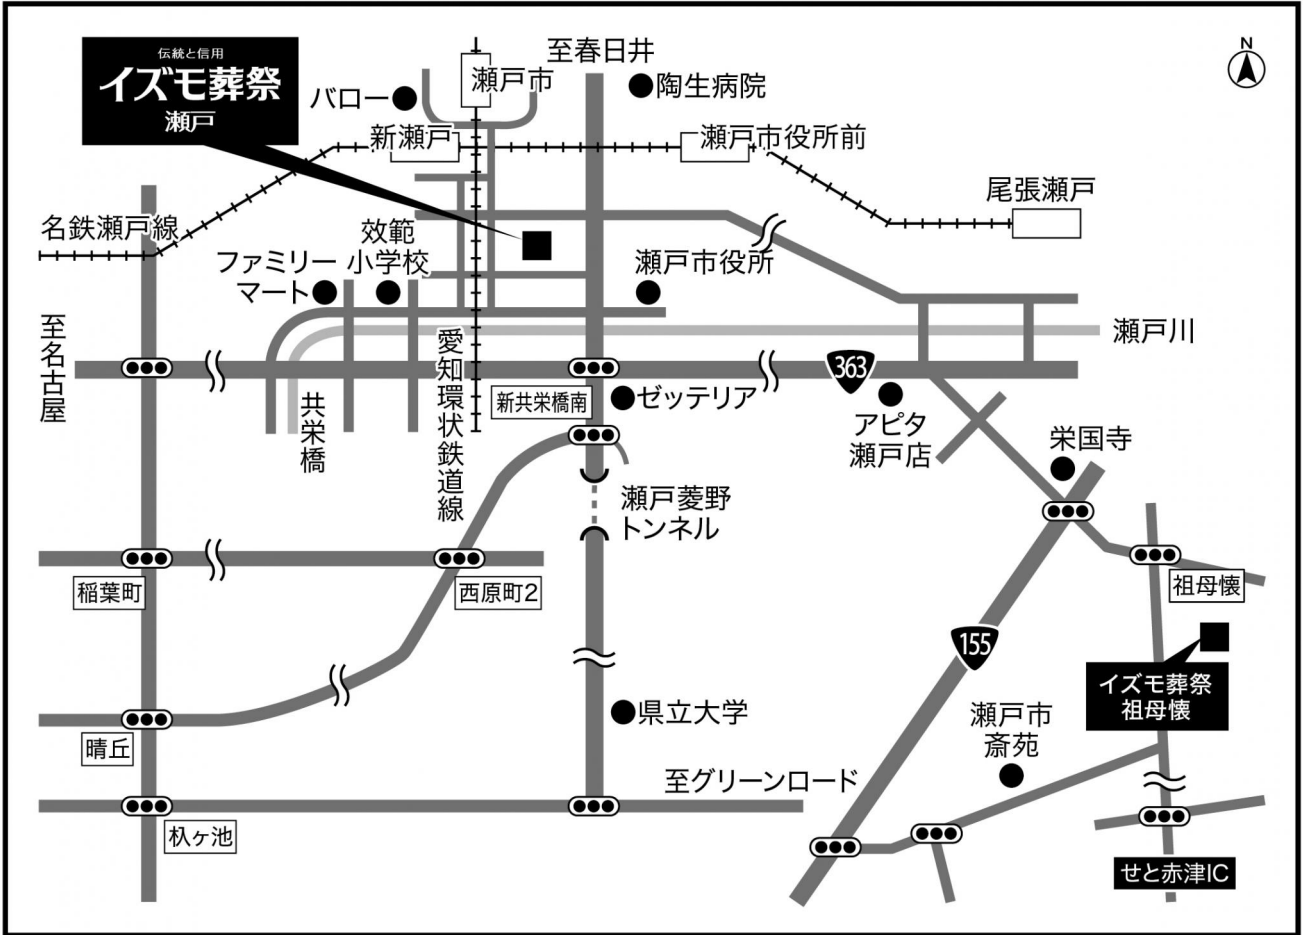 伝統と信用
イズモ葬祭
瀬戸
至春日井
N
瀬戸市
バロー
陶生病院
新瀬戸
瀬戸市役所前
尾張瀬戸
名鉄瀬戸線
効範
小学校
ファミリー
マート
瀬戸市役所
至名古屋
愛知環状鉄道線
瀬戸川
363
共栄橋
新共栄橋南
ゼッテリア
アピタ
瀬戸店
栄国寺
瀬戸菱野
トンネル
稲葉町
西原町2
祖母懐
155
イズモ葬祭
祖母懐
県立大学
瀬戸市
斎苑
晴丘
至グリーンロード
杁ヶ池
せと赤津IC